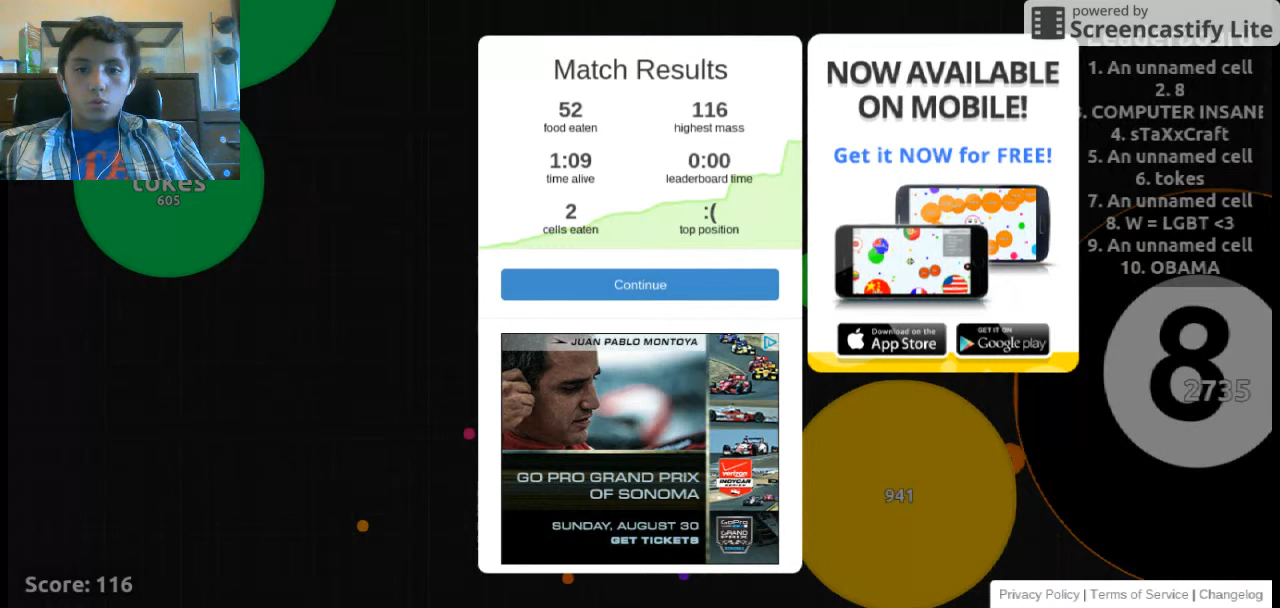 powered by
Screencastify Lite
tokes
605
Match Results
52
food eaten
116
highest mass
1:09
time alive
0:00
leaderboard time
2
cells eaten
:(
top position
Continue
JUAN PABLO MONTOYA
GO PRO GRAND PRIX
OF SONOMA
SUNDAY, AUGUST 30
GET TICKETS
verizon
INDYCAR
SERIES
GoPro
SONOMA
NOW AVAILABLE
ON MOBILE!
Get it NOW for FREE!
Download on the
App Store
GET IT ON
Google play
1. An unnamed cell
2. 8
3. COMPUTER INSANE
4. sTaXxCraft
5. An unnamed cell
6. tokes
7. An unnamed cell
8. W = LGBT <3
9. An unnamed cell
10. OBAMA
8
2735
941
Score: 116
Privacy Policy | Terms of Service | Changelog